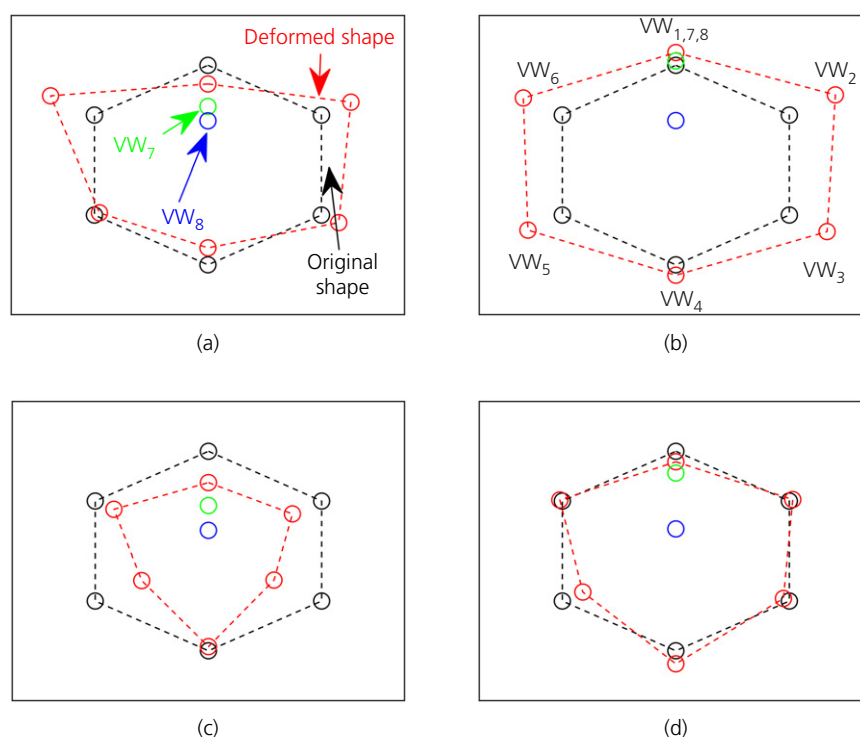 Deformed shape
VW₇
VW₈
Original
shape
(a)
VW₁,₇,₈
VW₆
VW₂
VW₅
VW₃
VW₄
(b)
(c)
(d)